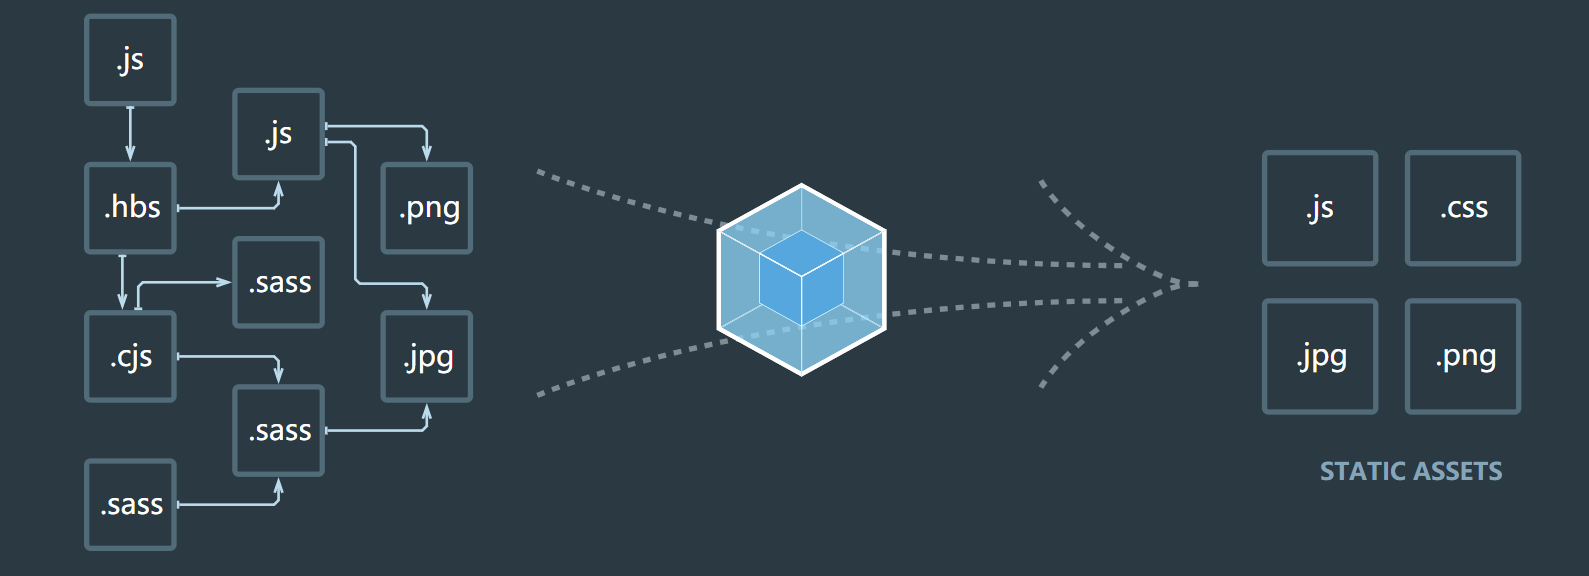 .js
.js
.hbs
.png
.sass
.cjs
.jpg
.sass
.sass
.js
.css
.jpg
.png
STATIC ASSETS